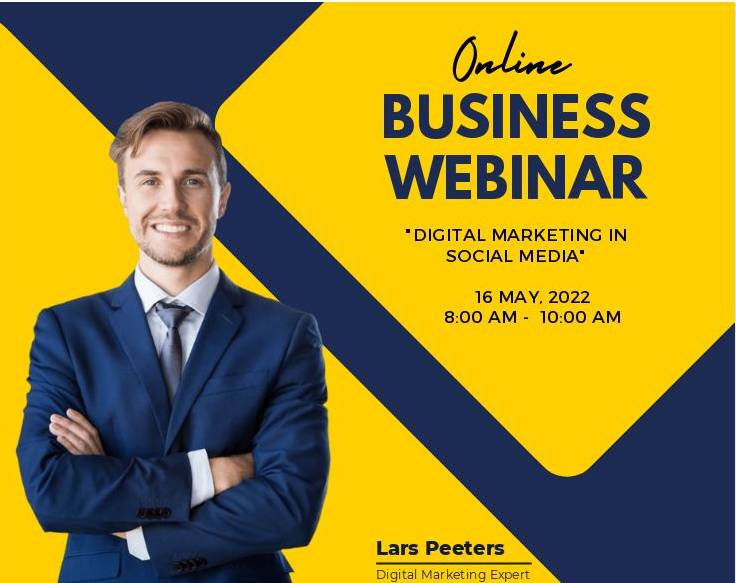 Online
BUSINESS
WEBINAR
"DIGITAL MARKETING IN
SOCIAL MEDIA"
16 MAY, 2022
8:00 AM - 10:00 AM
Lars Peeters
Digital Marketing Expert